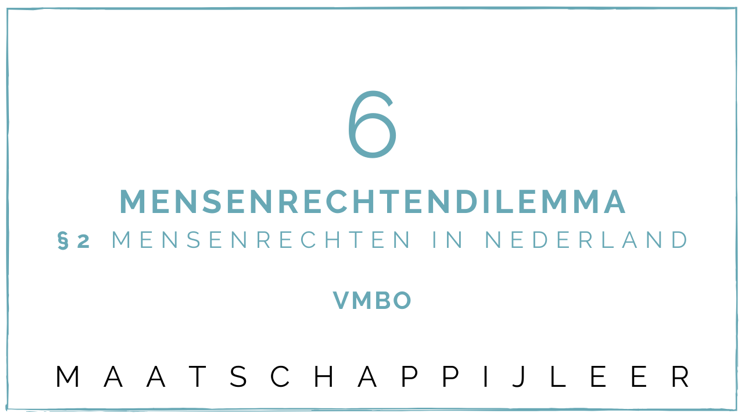 6
MENSENRECHTENDILEMMA
§ 2 MENSENRECHTEN IN NEDERLAND
VMBO
MAATSCHAPPIJLEER